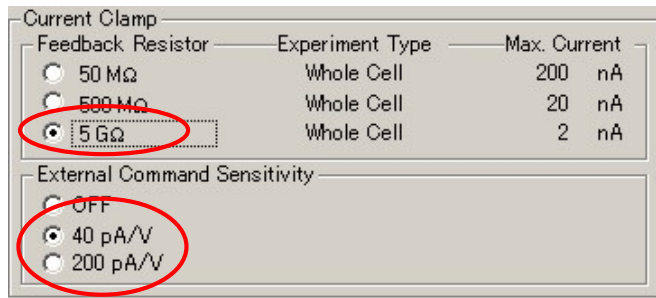 Current Clamp
Feedback Resistor Experiment Type Max. Current
50 MΩ Whole Cell 200 nA
500 MΩ Whole Cell 20 nA
5 GΩ Whole Cell 2 nA
External Command Sensitivity
OFF
40 pA/V
200 pA/V